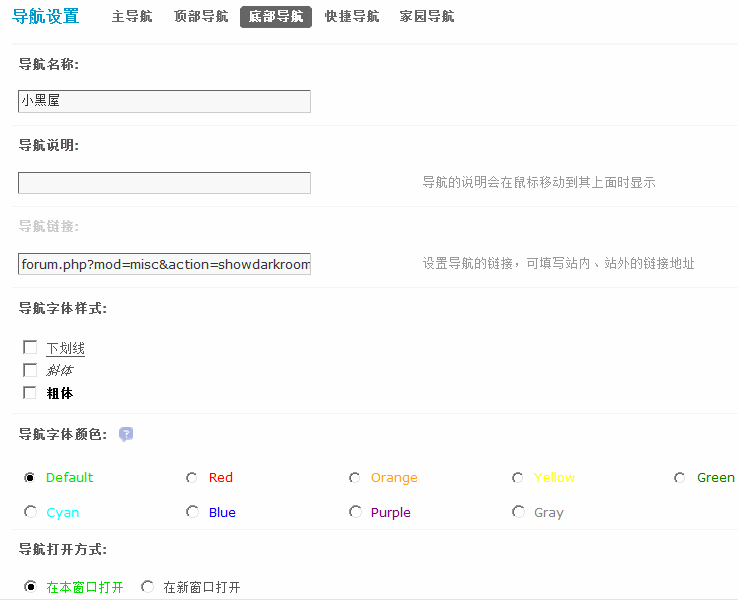 导航设置 主导航 顶部导航 底部导航 快捷导航 家园导航
导航名称:
小黑屋
导航说明:
导航的说明会在鼠标移动到其上面时显示
导航链接:
forum.php?mod=misc&action=showdarkroom 设置导航的链接，可填写站内、站外的链接地址
导航字体样式:
下划线
斜体
粗体
导航字体颜色: ?
Default Red Orange Yellow Green
Cyan Blue Purple Gray
导航打开方式:
在本窗口打开 在新窗口打开